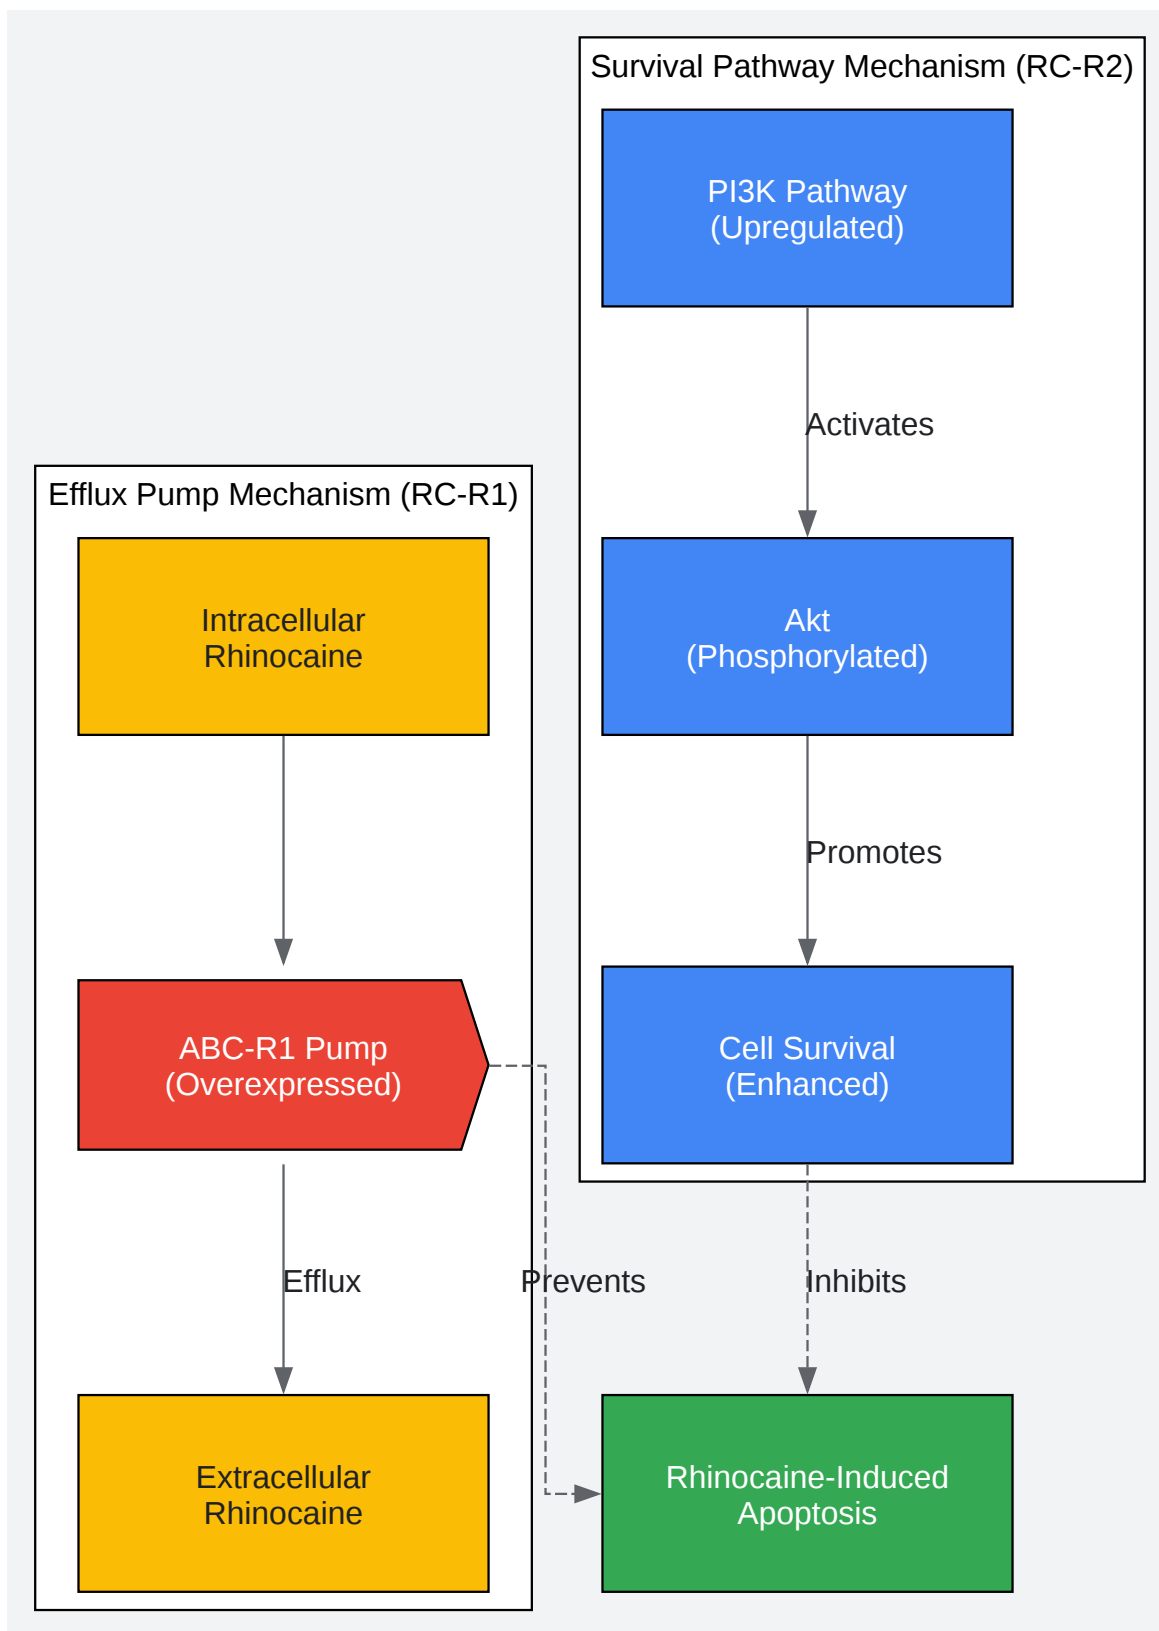 Survival Pathway Mechanism (RC-R2)
PI3K Pathway
(Upregulated)
Activates
Efflux Pump Mechanism (RC-R1)
Intracellular
Rhinocaine
Akt
(Phosphorylated)
Promotes
ABC-R1 Pump
(Overexpressed)
Cell Survival
(Enhanced)
Efflux
Prevents
Inhibits
Extracellular
Rhinocaine
Rhinocaine-Induced
Apoptosis